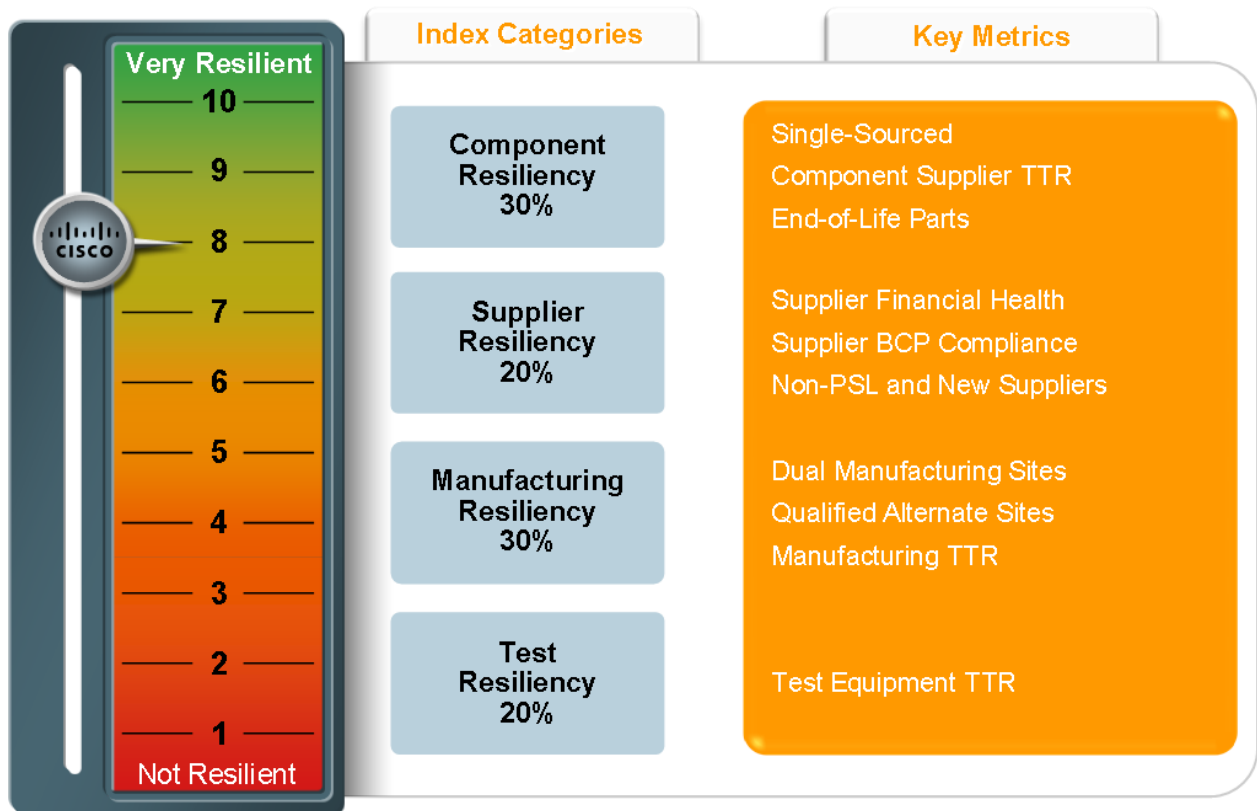 Index Categories
Key Metrics
Very Resilient
10
9
8
7
6
5
4
3
2
1
Not Resilient
CISCO
Component
Resiliency
30%
Single-Sourced
Component Supplier TTR
End-of-Life Parts
Supplier
Resiliency
20%
Supplier Financial Health
Supplier BCP Compliance
Non-PSL and New Suppliers
Manufacturing
Resiliency
30%
Dual Manufacturing Sites
Qualified Alternate Sites
Manufacturing TTR
Test
Resiliency
20%
Test Equipment TTR